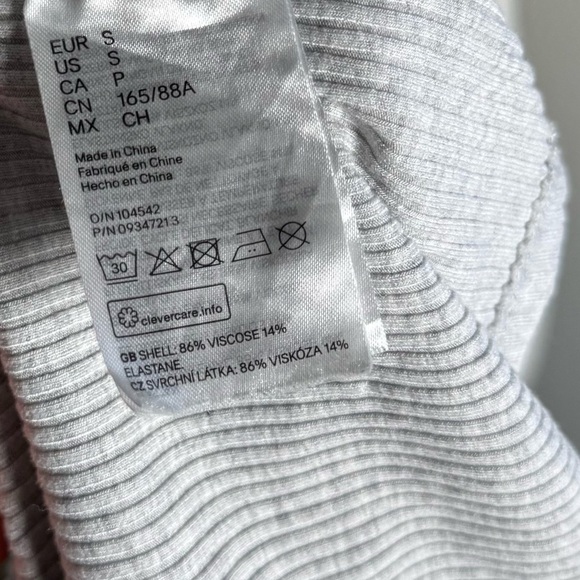 EUR S
US S
CA P
CN 165/88A
MX CH
Made in China
Fabriqué en Chine
Hecho en China
O/N 104542
P/N 09347213
30
clevercare.info
GB SHELL: 86% VISCOSE 14%
ELASTANE.
CZ SVRCHNÍ LÁTKA: 86% VISKÓZA 14%